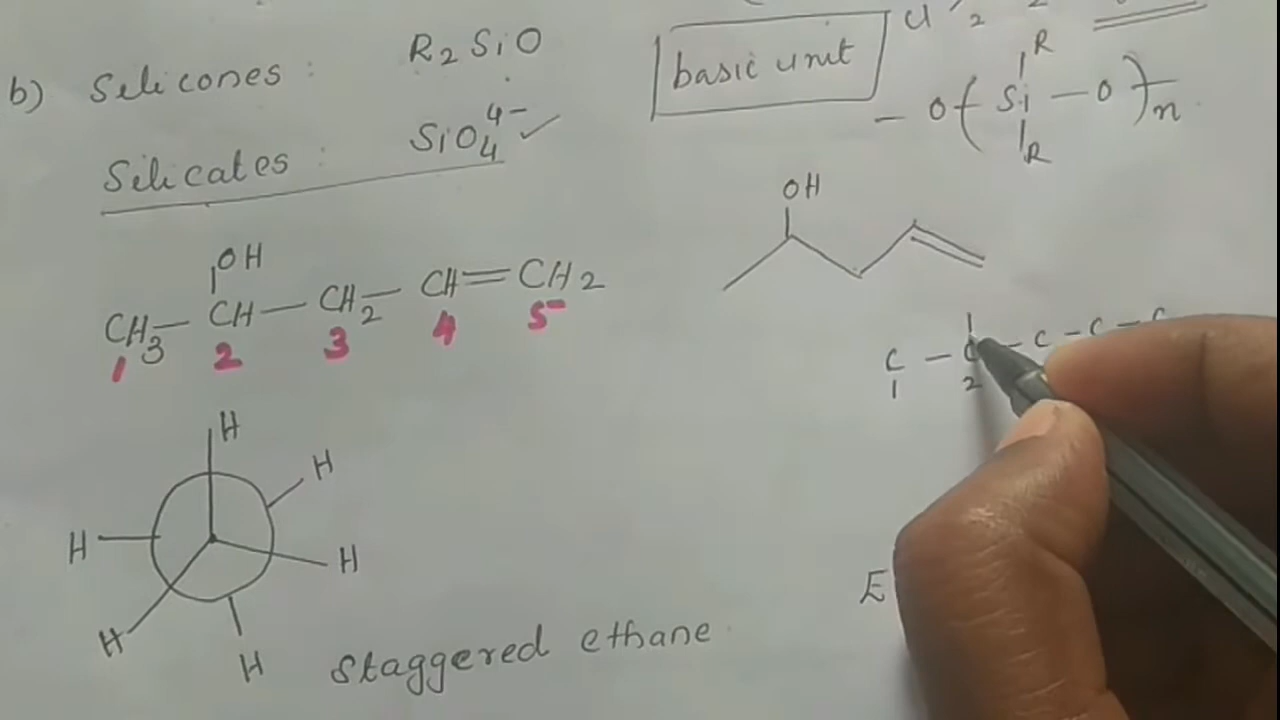 b) Silicones : R2SiO
Silicates : SiO4^4-
basic unit
R
- O ( Si - O )n
R
OH
CH3 - CH - CH2 - CH = CH2
1 2 3 4 5
OH
C - C - C - C - C
1 2
H
H
H
H
H
H
Staggered ethane
E